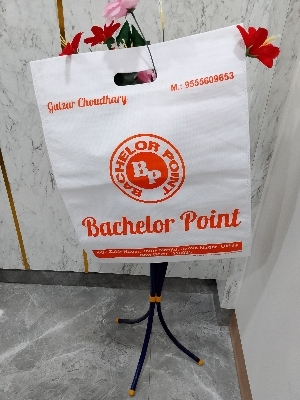 Gulzar Choudhary
M.: 9555609653
BACHELOR POINT
BP
Bachelor Point